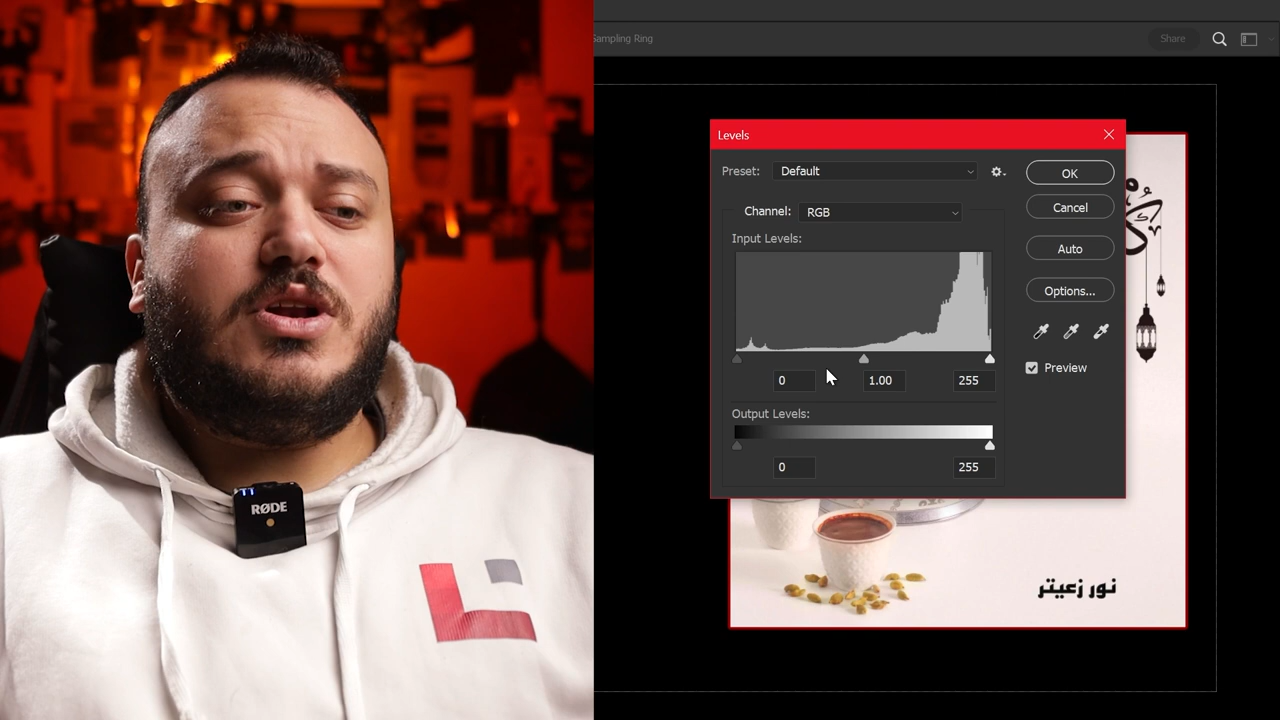 Sampling Ring
Share
Levels
Preset: Default
OK
Channel: RGB
Cancel
Input Levels:
Auto
Options...
Preview
0 1.00 255
Output Levels:
0 255
RØDE
نور زعيتر